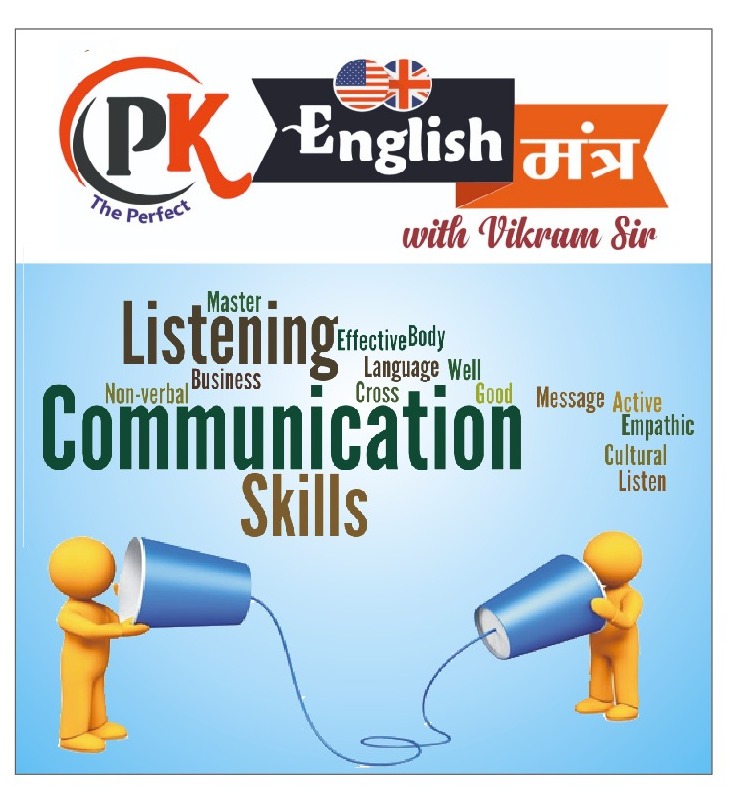 PK
The Perfect
English मंत्र
with Vikram Sir
Master
Listening
Effective Body
Language Well
Non-verbal Business
Cross Good
Message Active
Empathic
Communication
Cultural
Listen
Skills